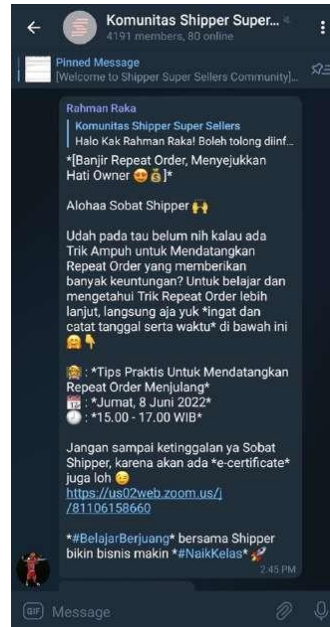 Komunitas Shipper Super...
4191 members, 80 online
Pinned Message
[Welcome to Shipper Super Sellers Community]...
Rahman Raka
Komunitas Shipper Super Sellers
Halo Kak Rahman Raka! Boleh tolong diinf...
*[Banjir Repeat Order, Menyejukkan
Hati Owner 😍💰]*
Alohaa Sobat Shipper 🙌
Udah pada tau belum nih kalau ada
Trik Ampuh untuk Mendatangkan
Repeat Order yang memberikan
banyak keuntungan? Untuk belajar dan
mengetahui Trik Repeat Order lebih
lanjut, langsung aja yuk *ingat dan
catat tanggal serta waktu* di bawah ini
🤗👇
: *Tips Praktis Untuk Mendatangkan
Repeat Order Menjulang*
📅 : *Jumat, 8 Juni 2022*
🕒 : *15.00 - 17.00 WIB*
Jangan sampai ketinggalan ya Sobat
Shipper, karena akan ada *e-certificate*
juga loh 😉
https://us02web.zoom.us/j
/81106158660
*#BelajarBerjuang* bersama Shipper
bikin bisnis makin *#NaikKelas* 🚀
2:45 PM
GIF Message